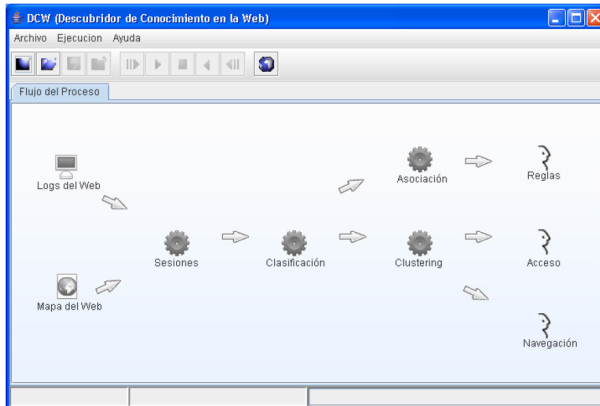 DCW (Descubridor de Conocimiento en la Web)
Archivo Ejecucion Ayuda
Flujo del Proceso
Logs del Web
Asociación
Reglas
Sesiones
Clasificación
Clustering
Acceso
Mapa del Web
Navegación